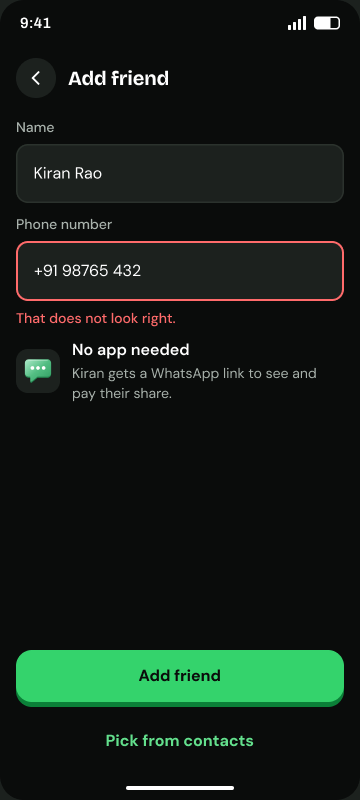 9:41
Add friend
Name
Kiran Rao
Phone number
+91 98765 432
That does not look right.
No app needed
Kiran gets a WhatsApp link to see and
pay their share.
Add friend
Pick from contacts